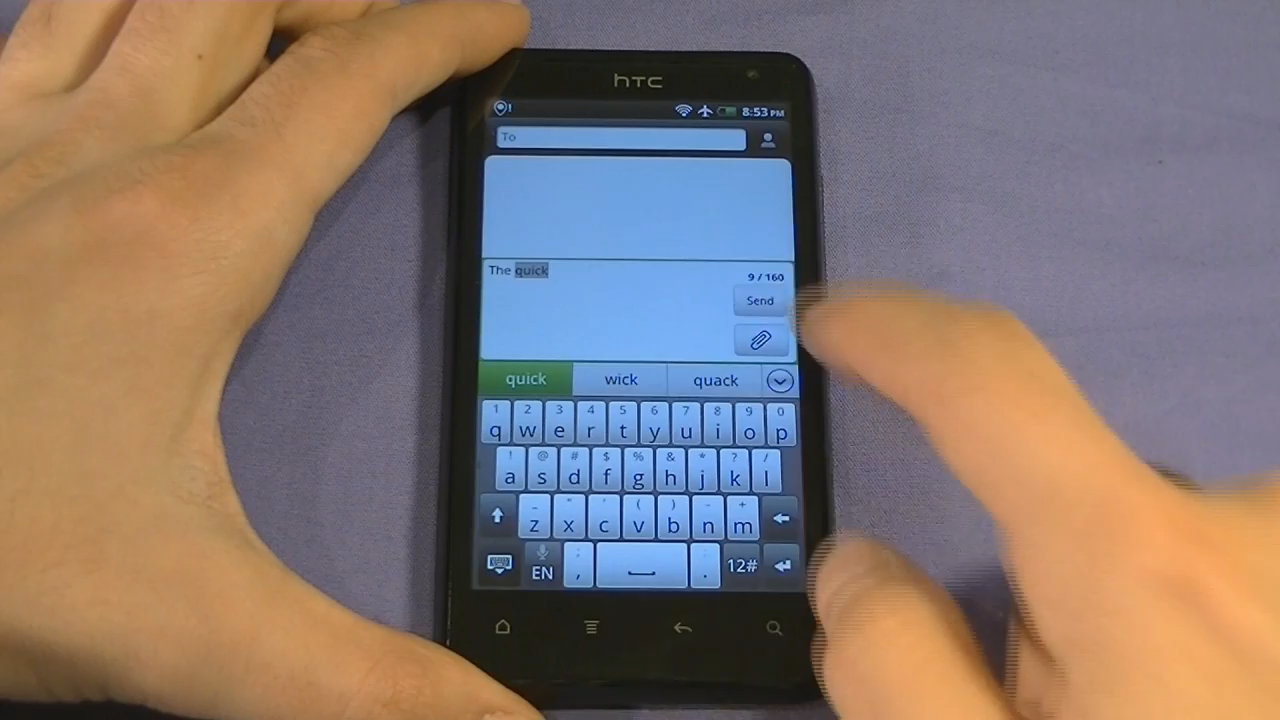 hTC
8:53 PM
To
The quick
9 / 160
Send
quick wick quack
1 2 3 4 5 6 7 8 9 0
q w e r t y u i o p
! @ # $ % & * ? /
a s d f g h j k l
_ " ' ( ) - +
z x c v b n m
EN , . 12#